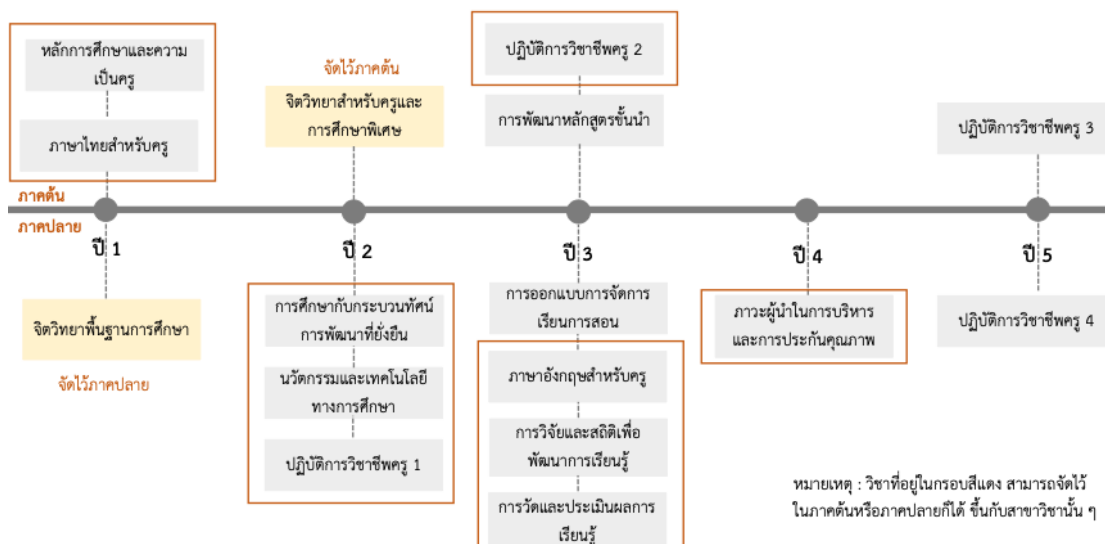 หลักการศึกษาและความ
เป็นครู
ภาษาไทยสำหรับครู
จัดไว้ภาคต้น
จิตวิทยาสำหรับครูและ
การศึกษาพิเศษ
ปฏิบัติการวิชาชีพครู 2
การพัฒนาหลักสูตรขั้นนำ
ปฏิบัติการวิชาชีพครู 3
ภาคต้น
ภาคปลาย
ปี 1
ปี 2
ปี 3
ปี 4
ปี 5
จิตวิทยาพื้นฐานการศึกษา
จัดไว้ภาคปลาย
การศึกษากับกระบวนทัศน์
การพัฒนาที่ยั่งยืน
นวัตกรรมและเทคโนโลยี
ทางการศึกษา
ปฏิบัติการวิชาชีพครู 1
การออกแบบการจัดการ
เรียนการสอน
ภาษาอังกฤษสำหรับครู
การวิจัยและสถิติเพื่อ
พัฒนาการเรียนรู้
การวัดและประเมินผลการ
เรียนรู้
ภาวะผู้นำในการบริหาร
และการประกันคุณภาพ
ปฏิบัติการวิชาชีพครู 4
หมายเหตุ : วิชาที่อยู่ในกรอบสีแดง สามารถจัดไว้
ในภาคต้นหรือภาคปลายก็ได้ ขึ้นกับสาขาวิชานั้น ๆ